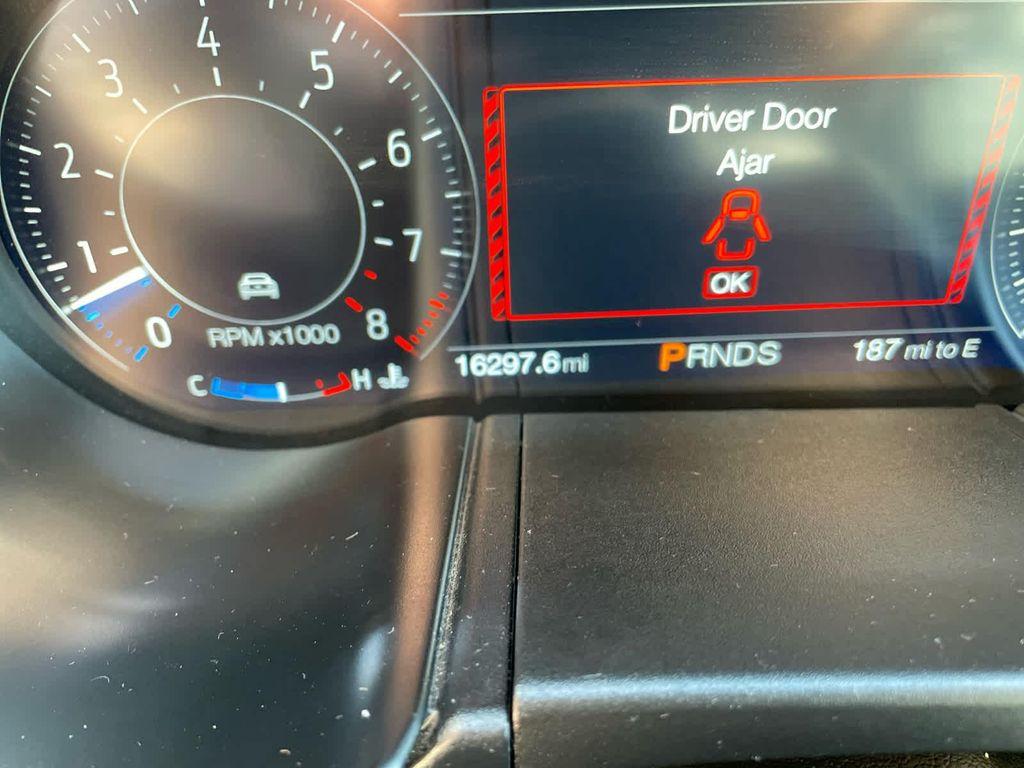 4
3
5
2
6
1
7
0
8
RPM x1000
C
H
Driver Door
Ajar
OK
16297.6mi
PRNDS
187 mi to E